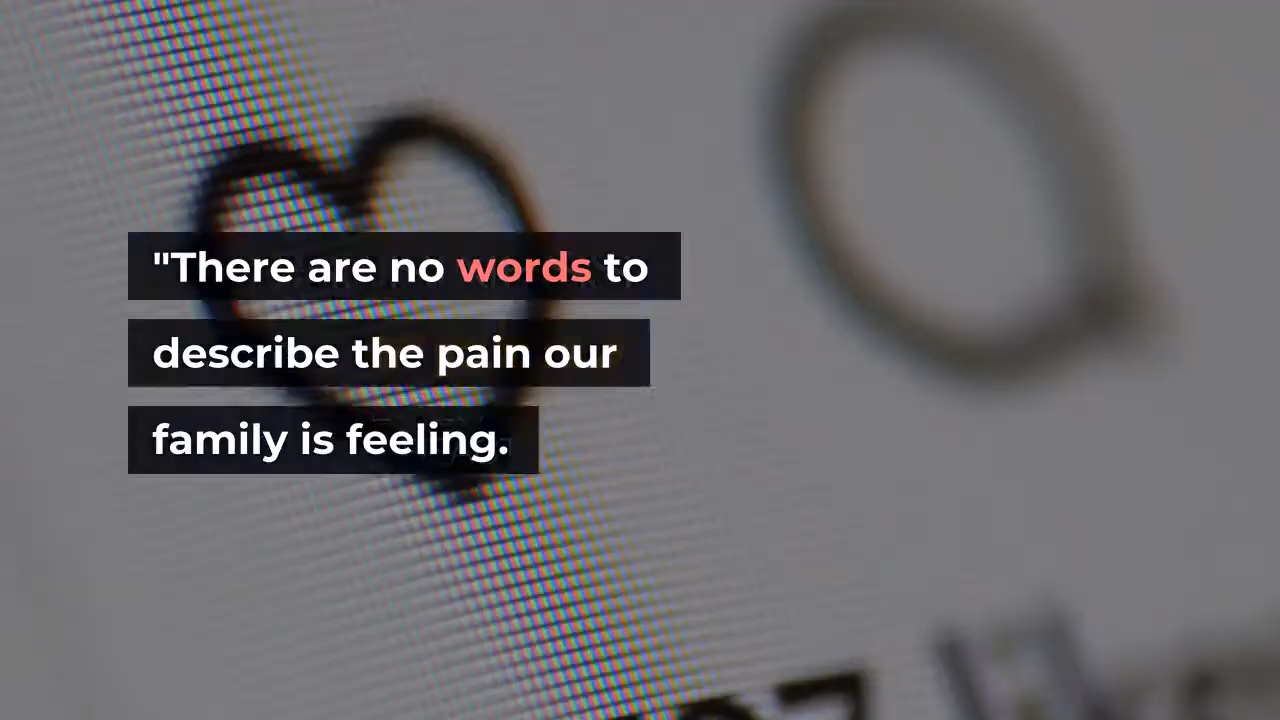 "There are no words to
describe the pain our
family is feeling.